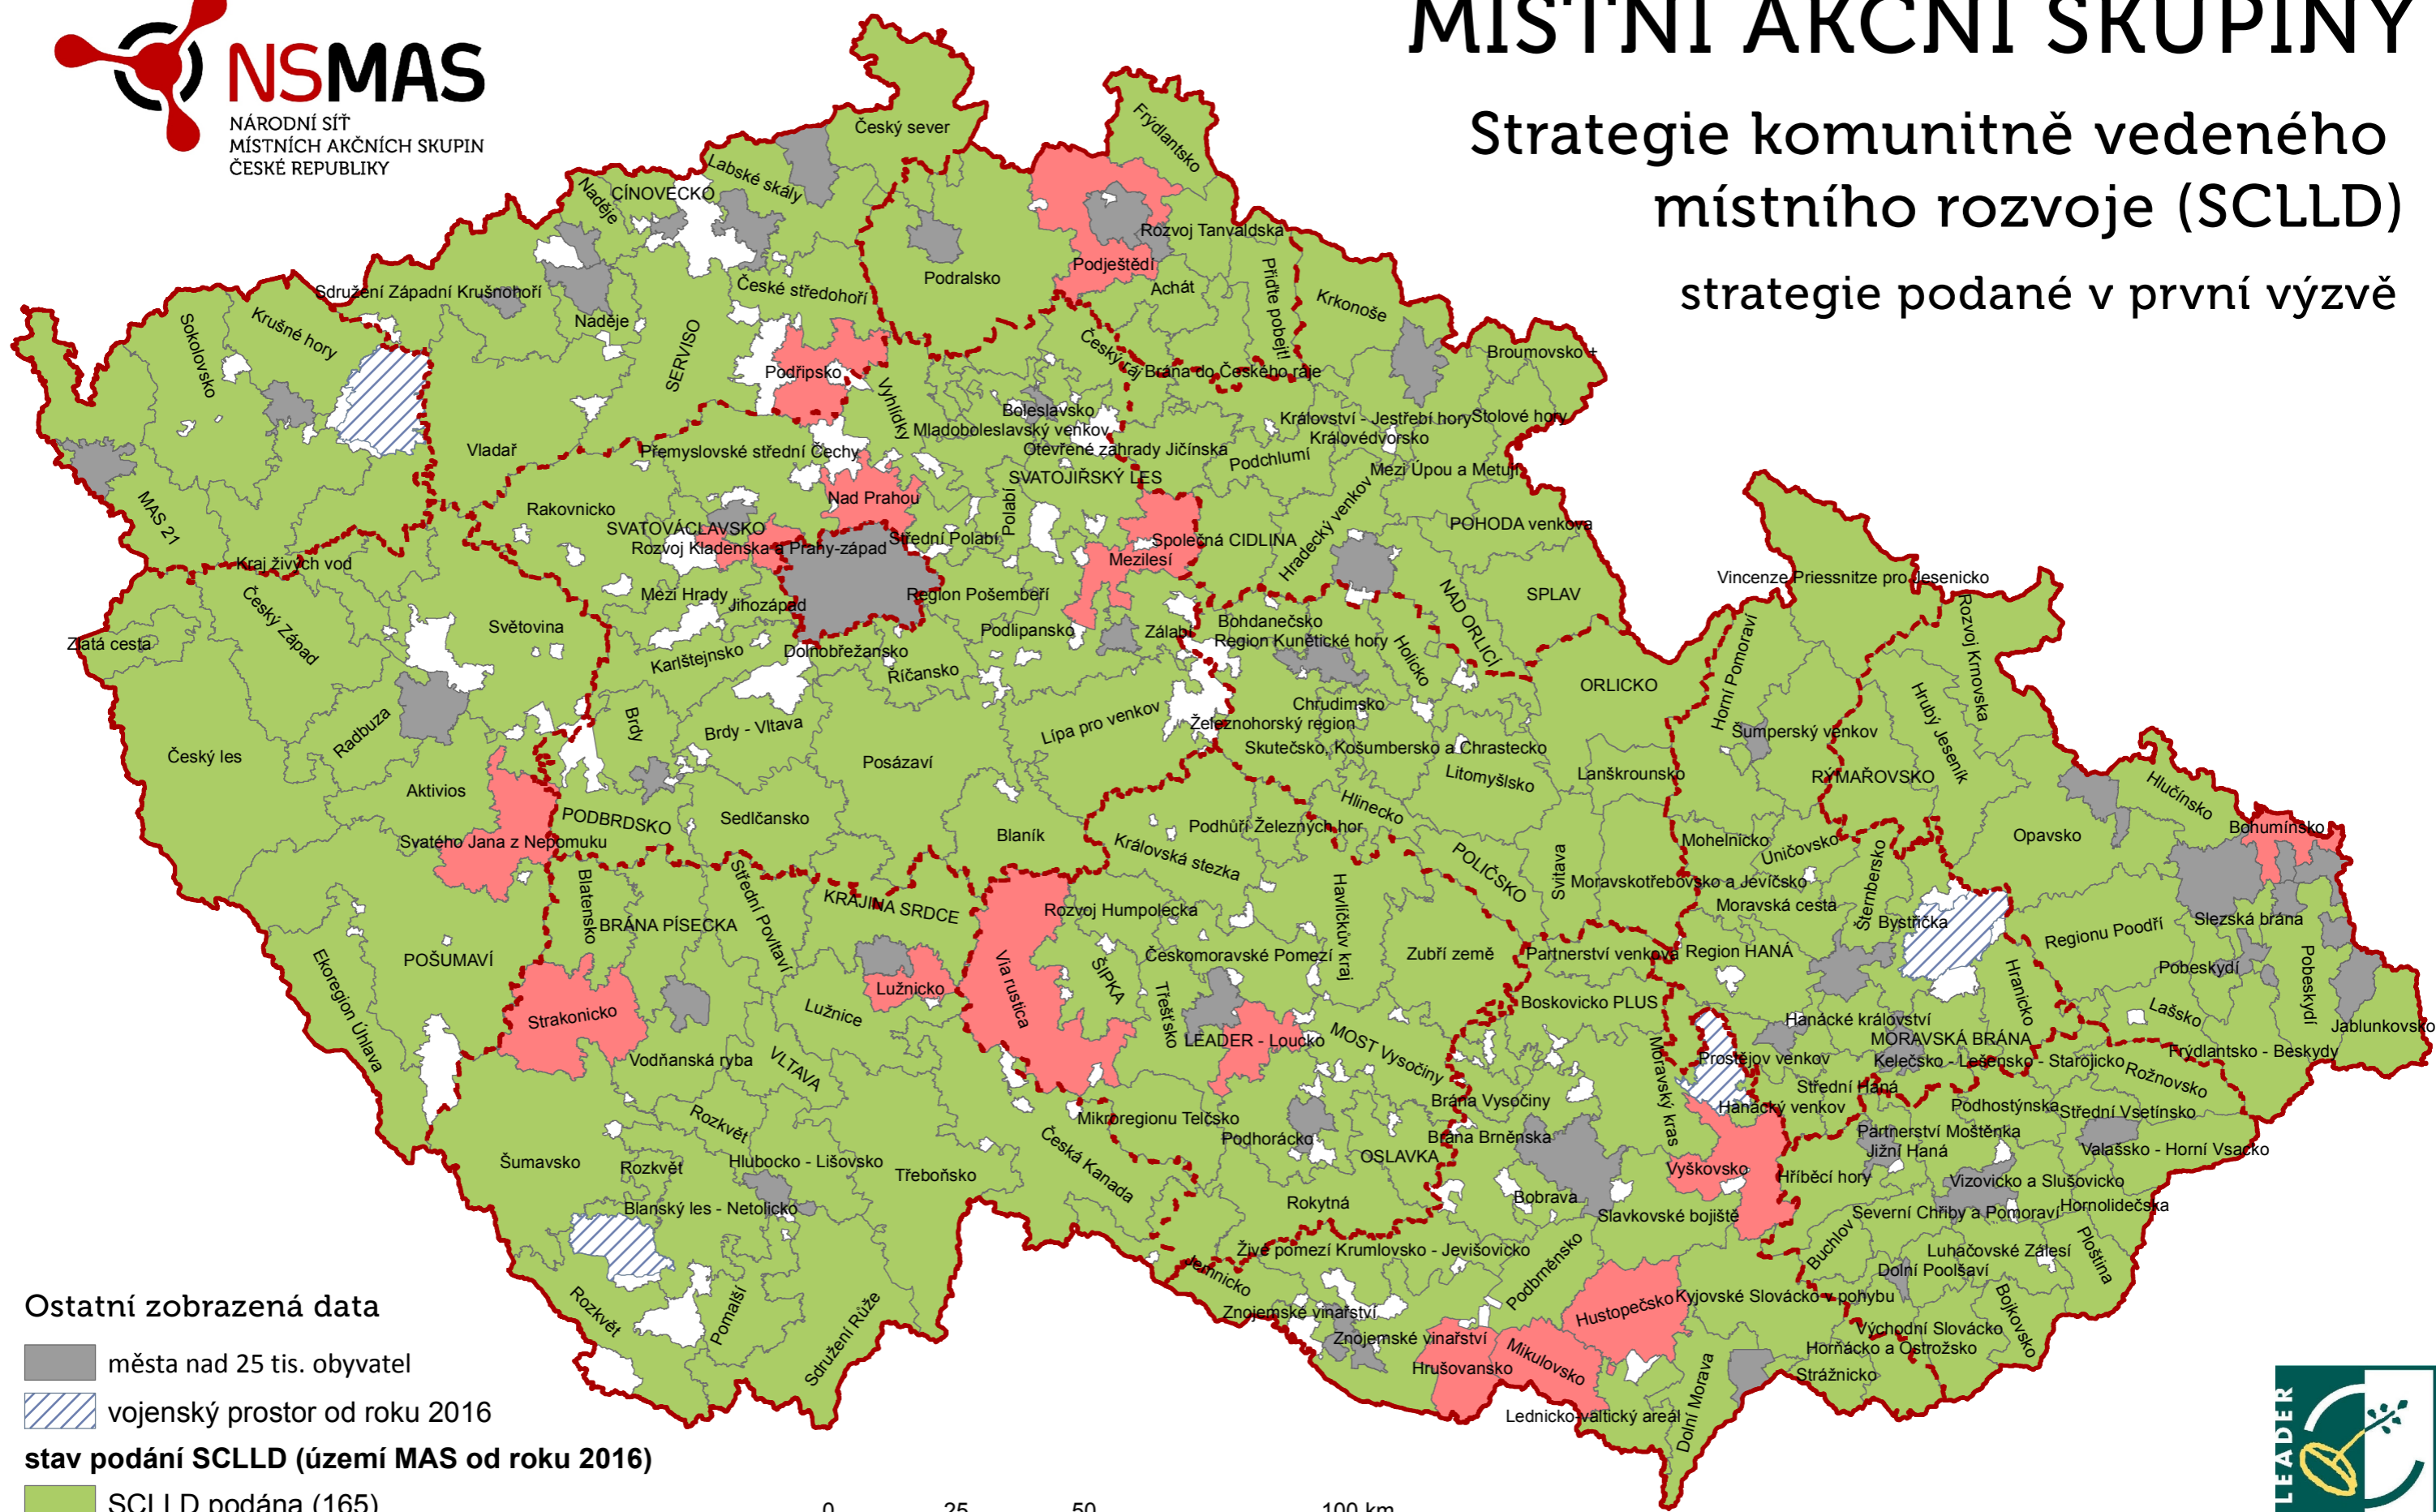 NSMAS
NÁRODNÍ SÍŤ
MÍSTNÍCH AKČNÍCH SKUPIN
ČESKÉ REPUBLIKY
MÍSTNÍ AKČNÍ SKUPINY
Strategie komunitně vedeného
místního rozvoje (SCLLD)
strategie podané v první výzvě
Český sever
Frýdlantsko
Labské skály
Naděje
CÍNOVECKO
Rozvoj Tanvaldska
Podještědí
Podralsko
Achát
Přiďte pobejt!
Krkonoše
České středohoří
Sdružení Západní Krušnohoří
Naděje
Krušné hory
Sokolovsko
SERVISO
Český ráj
Brána do Českého ráje
Broumovsko +
Podřipsko
Vyhlídky
Boleslavsko
Mladoboleslavský venkov
Království - Jestřebí hory
Stolové hory
Královédvorsko
Otevřené zahrady Jičínska
Podchlumí
Mezi Úpou a Metují
Vladař
Přemyslovské střední Čechy
SVATOJIŘSKÝ LES
Nad Prahou
Polabí
Rakovnicko
SVATOVÁCLAVSKO
Rozvoj Kladenska a Prahy-západ
Střední Polabí
Společná CIDLINA
Mezilesí
Hradecký venkov
POHODA venkova
MAS 21
Kraj živých vod
Český Západ
Mezi Hrady
Jihozápad
Region Pošembeří
NAD ORLICÍ
SPLAV
Vincenze Priessnitze pro Jesenicko
Rozvoj Krnovska
Zlatá cesta
Světovina
Podlipansko
Zálabí
Bohdanečsko
Region Kunětické hory
Holicko
Karlštejnsko
Dolnobřežansko
Říčansko
ORLICKO
Horní Pomoraví
Hrubý Jeseník
Chrudimsko
Železnohorský region
Skutečsko, Košumbersko a Chrastecko
Šumperský venkov
Český les
Radbuza
Brdy
Brdy - Vltava
Posázaví
Lípa pro venkov
Litomyšlsko
Lanškrounsko
RÝMAŘOVSKO
Hlučínsko
Aktivios
PODBRDSKO
Sedlčansko
Blaník
Podhůří Železných hor
Hlinecko
Bohumínsko
Opavsko
Svatého Jana z Nepomuku
Královská stezka
POLIČSKO
Svitava
Mohelnicko
Uničovsko
Moravskotřebovsko a Jevíčsko
Šternbersko
Moravská cesta
Bystřička
Blatensko
BRÁNA PÍSECKA
Střední Povltaví
KRAJINA SRDCE
Rozvoj Humpolecka
Havlíčkův kraj
Slezská brána
Regionu Poodří
POŠUMAVÍ
Ekoregion Úhlava
Via rustica
ŠIPKA
Českomoravské Pomezí
Zubří země
Partnerství venkova
Region HANÁ
Hranicko
Pobeskydí
Pobeskydí
Lužnicko
Strakonicko
Lužnice
Třešťsko
LEADER - Loucko
MOST Vysočiny
Boskovicko PLUS
Hanácké království
MORAVSKÁ BRÁNA
Lašsko
Jablunkovsko
Vodňanská ryba
VLTAVA
Moravský kras
Prostějov venkov
Kelečsko - Lešensko - Starojicko
Frýdlantsko - Beskydy
Rožnovsko
Střední Haná
Hanácký venkov
Brána Vysočiny
Podhostýnska
Střední Vsetínsko
Mikroregionu Telčsko
Podhorácko
Brána Brněnska
Partnerství Moštěnka
Jižní Haná
Valašsko - Horní Vsacko
Rozkvět
Šumavsko
Rozkvět
Hlubocko - Lišovsko
Třeboňsko
Česká Kanada
OSLAVKA
Vyškovsko
Hříběcí hory
Vizovicko a Slušovicko
Blanský les - Netolicko
Rokytná
Bobrava
Slavkovské bojiště
Severní Chřiby a Pomoraví
Hornolidečska
Živé pomezí Krumlovsko - Jevišovicko
Podbrněnsko
Buchlov
Luhačovské Zálesí
Ploština
Jemnicko
Dolní Poolšaví
Bojkovsko
Rozkvět
Pomalší
Sdružení Růže
Znojemské vinařství
Znojemské vinařství
Hustopečsko
Kyjovské Slovácko v pohybu
Východní Slovácko
Horňácko a Ostrožsko
Hrušovansko
Mikulovsko
Strážnicko
Lednicko-valtický areál
Dolní Morava
Ostatní zobrazená data
města nad 25 tis. obyvatel
vojenský prostor od roku 2016
stav podání SCLLD (území MAS od roku 2016)
SCLLD podána (165)
0 25 50 100 km
LEADER